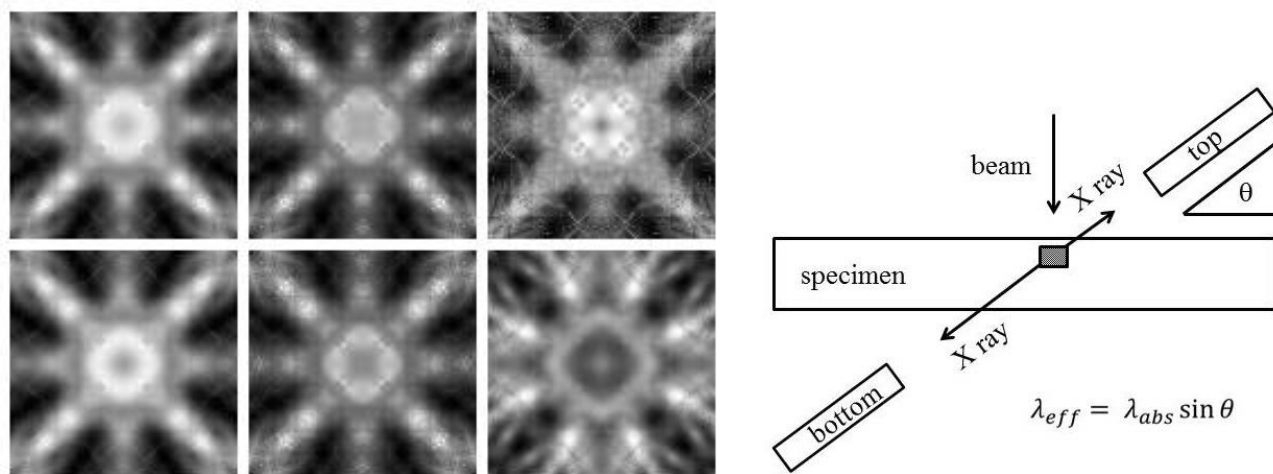 top
beam
X ray
θ
specimen
X ray
bottom
λ_eff = λ_abs sin θ